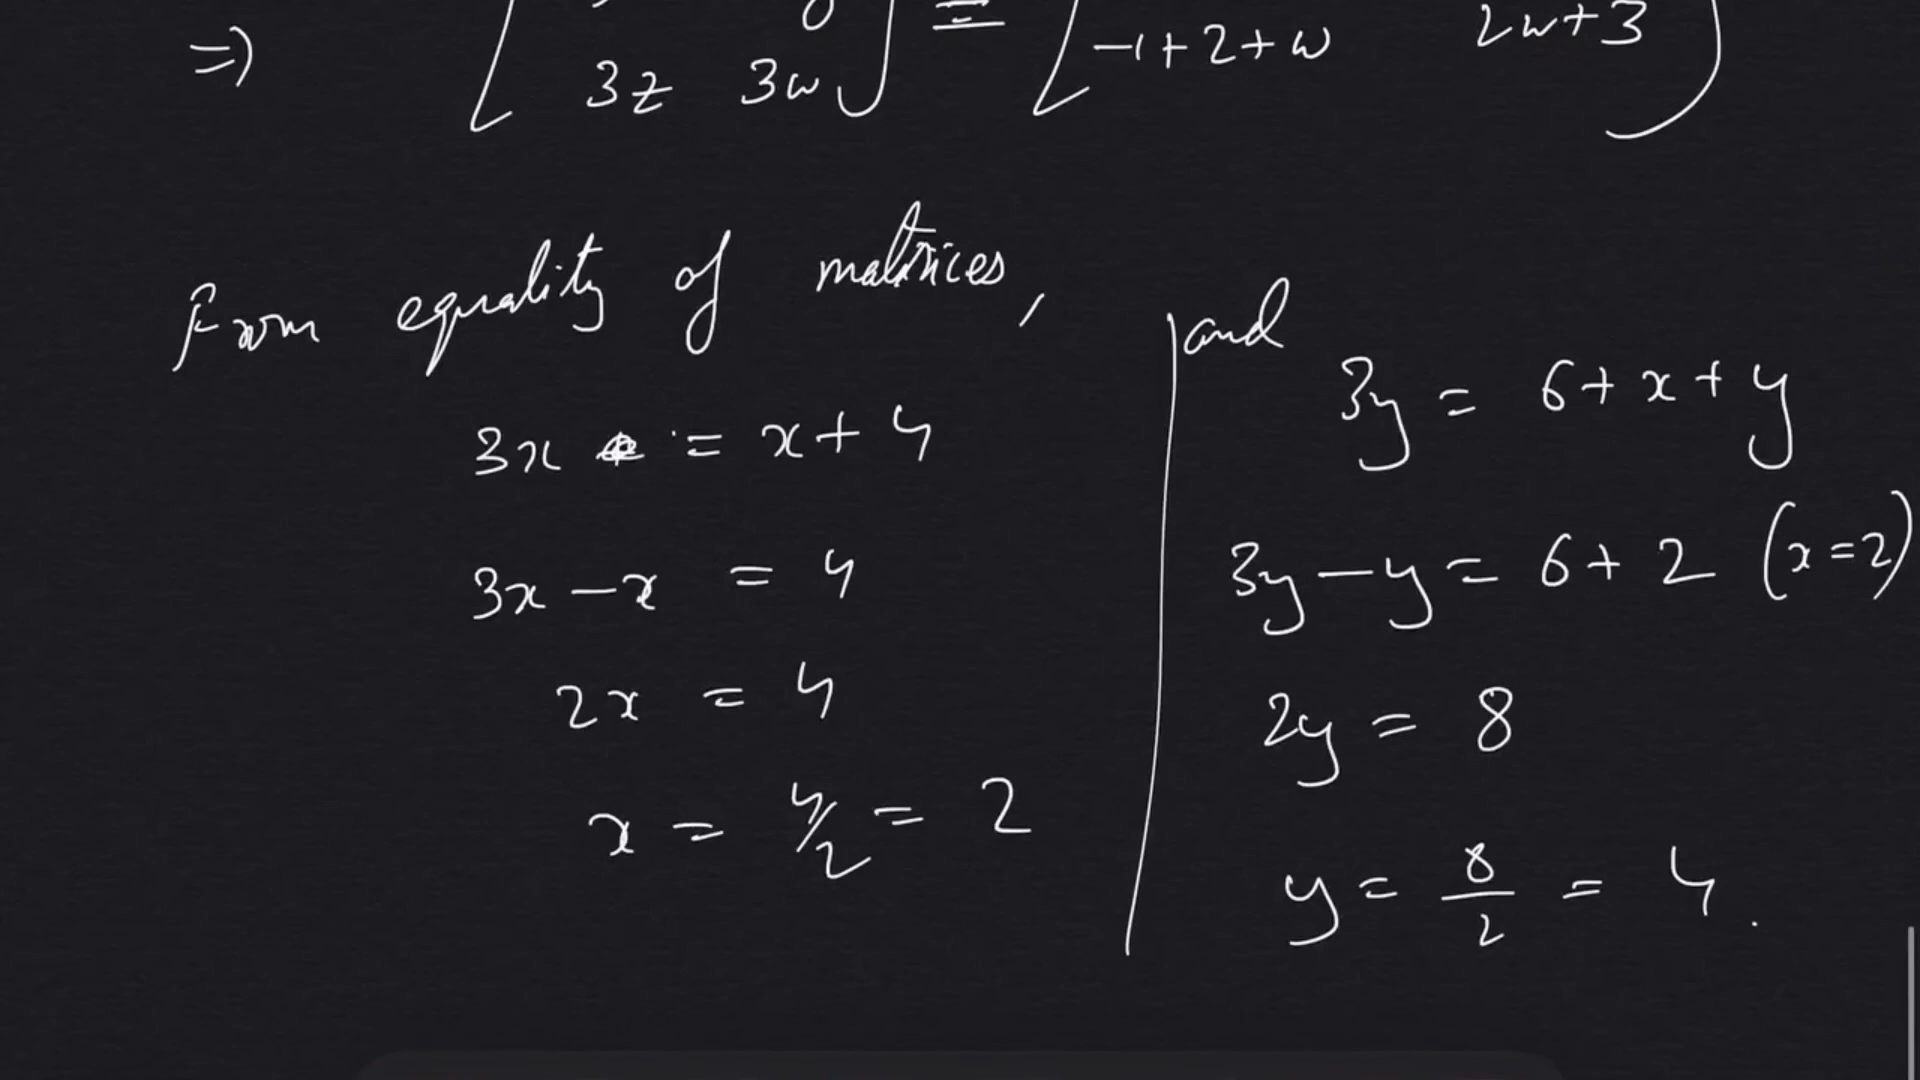 => [ 3z 3w ] = [ -1+2+w 2w+3 ]
From equality of matrices,
3x = x+4
3x - x = 4
2x = 4
x = 4/2 = 2
and
3y = 6+x+y
3y - y = 6+2 (x=2)
2y = 8
y = 8/2 = 4.